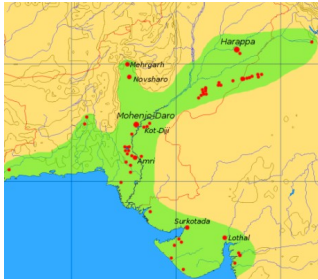 Harappa
Mehrgarh
Novsharo
Mohenjo-Daro
Kot-Diji
Amri
Surkotada
Lothal